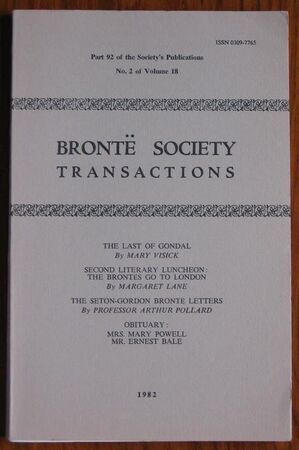 ISSN 0309-7765
Part 92 of the Society's Publications
No. 2 of Volume 18
BRONTË SOCIETY
TRANSACTIONS
THE LAST OF GONDAL
By MARY VISICK
SECOND LITERARY LUNCHEON:
THE BRONTES GO TO LONDON
By MARGARET LANE
THE SETON-GORDON BRONTE LETTERS
By PROFESSOR ARTHUR POLLARD
OBITUARY:
MRS. MARY POWELL
MR. ERNEST BALE
1982